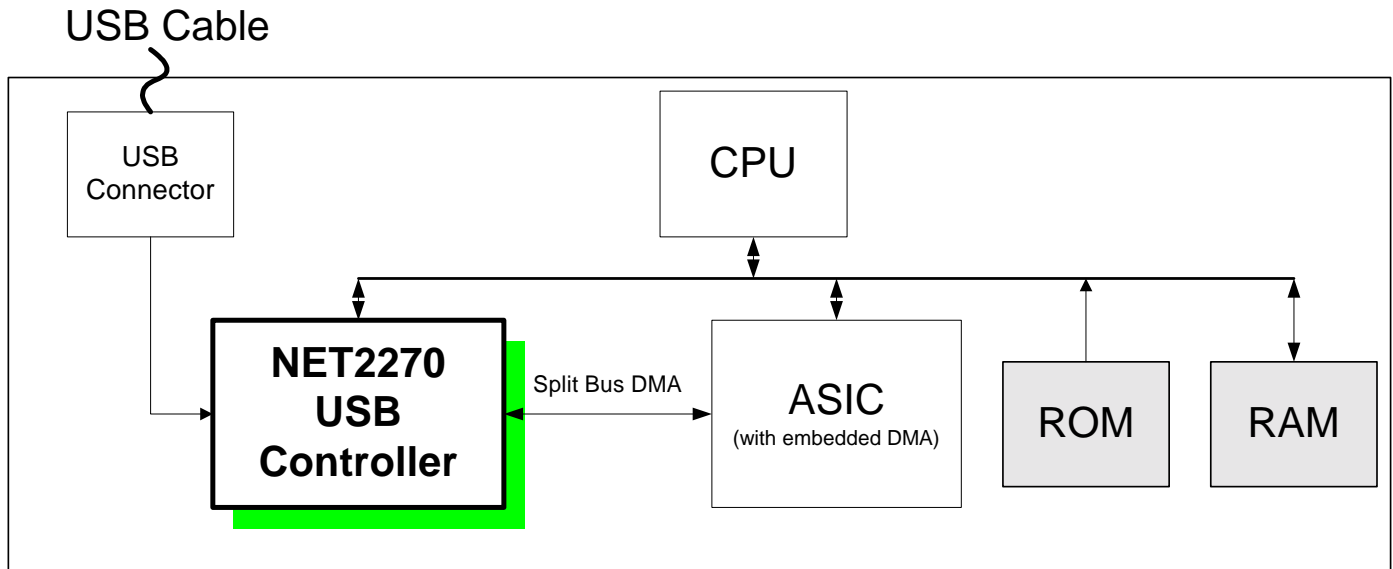 USB Cable
USB
Connector
CPU
NET2270
USB
Controller
Split Bus DMA
ASIC
(with embedded DMA)
ROM
RAM